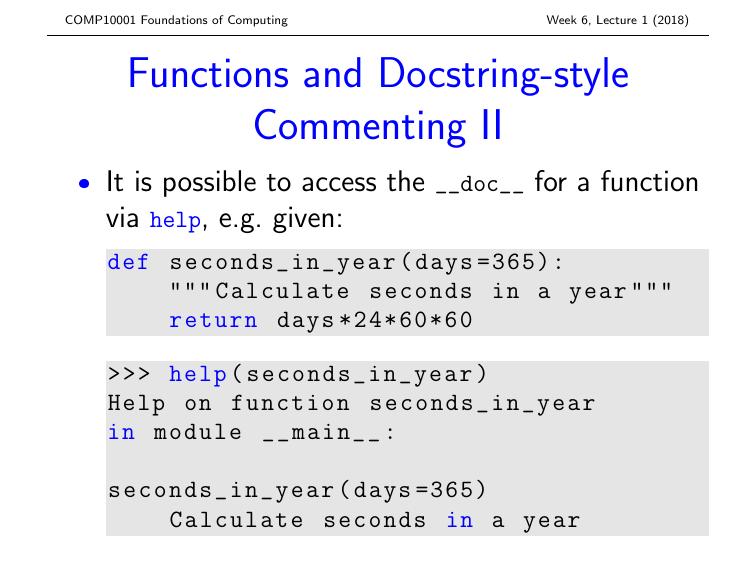 COMP10001 Foundations of Computing Week 6, Lecture 1 (2018)
Functions and Docstring-style
Commenting II
• It is possible to access the __doc__ for a function
via help, e.g. given:
def seconds_in_year(days=365):
    """Calculate seconds in a year"""
    return days*24*60*60
>>> help(seconds_in_year)
Help on function seconds_in_year
in module __main__:

seconds_in_year(days=365)
    Calculate seconds in a year